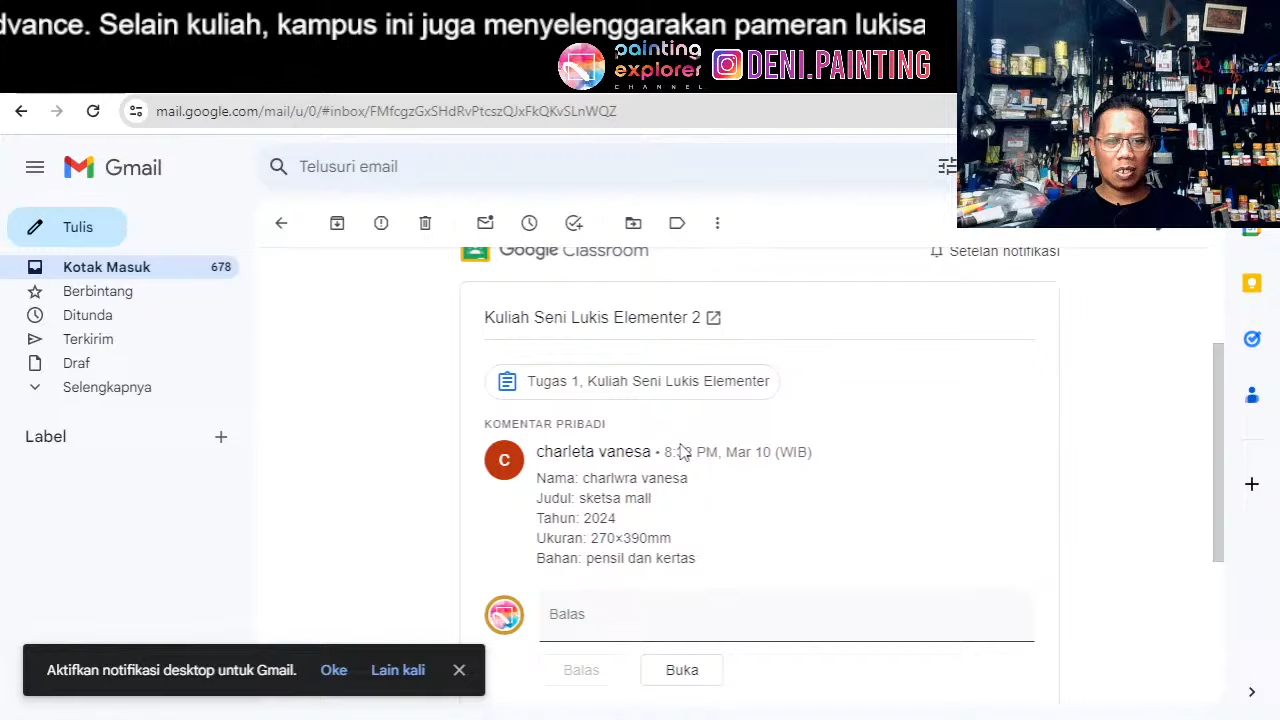 dvance. Selain kuliah, kampus ini juga menyelenggarakan pameran lukisa
painting
explorer
CHANNEL
DENI.PAINTING
mail.google.com/mail/u/0/#inbox/FMfcgzGxSHdRvPtcszQJxFkQKvSLnWQZ
Gmail
Telusuri email
Tulis
Kotak Masuk 678
Berbintang
Ditunda
Terkirim
Draf
Selengkapnya
Label
Google Classroom
Setelan notifikasi
Kuliah Seni Lukis Elementer 2
Tugas 1, Kuliah Seni Lukis Elementer
KOMENTAR PRIBADI
C
charleta vanesa • PM, Mar 10 (WIB)
Nama: charlwra vanesa
Judul: sketsa mall
Tahun: 2024
Ukuran: 270×390mm
Bahan: pensil dan kertas
Balas
Balas
Buka
Aktifkan notifikasi desktop untuk Gmail. Oke Lain kali